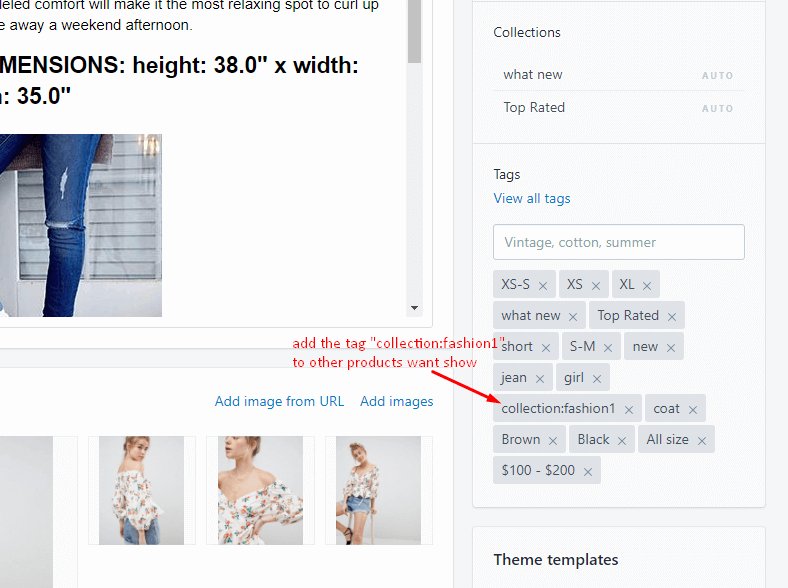 comfort will make it the most relaxing spot to curl up
away a weekend afternoon.
height: 38.0" x width:
35.0"
Collections
what new AUTO
Top Rated AUTO
Tags
View all tags
Vintage, cotton, summer
XS-S × XS × XL ×
what new × Top Rated ×
short × S-M × new ×
jean × girl ×
collection:fashion1 × coat ×
Brown × Black × All size ×
$100 - $200 ×
add the tag "collection:fashion1"
to other products want show
Add image from URL Add images
Theme templates